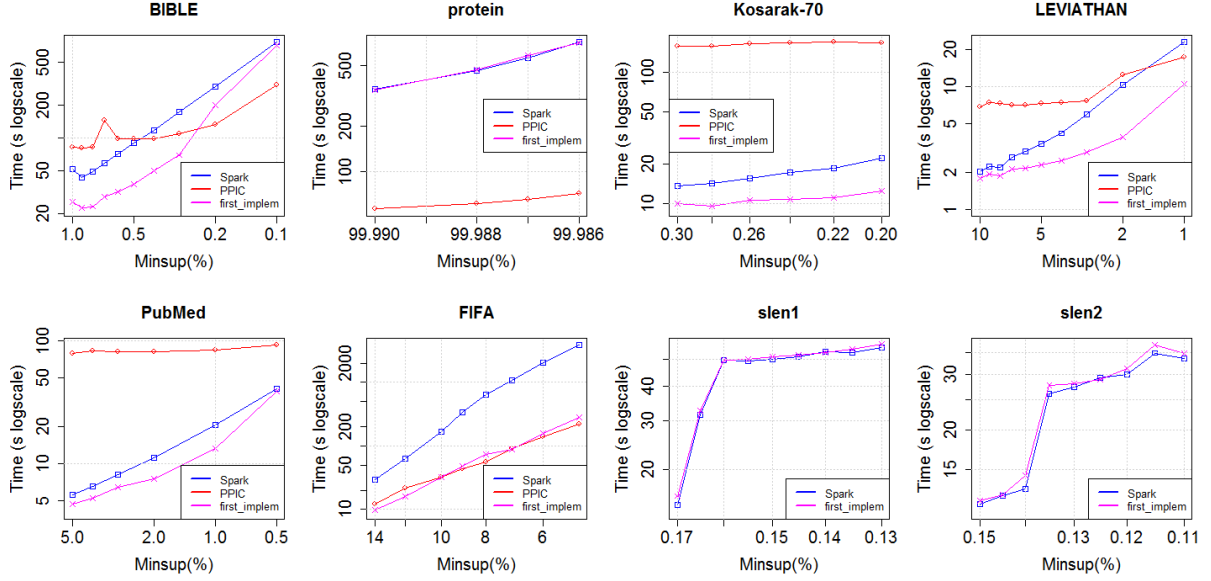 BIBLE
Time (s logscale)
500
200
50
20
1.0
0.5
0.2
0.1
Minsup(%)
Spark
PPIC
first_implem
protein
Time (s logscale)
500
200
100
99.990
99.988
99.986
Minsup(%)
Spark
PPIC
first_implem
Kosarak-70
Time (s logscale)
100
50
20
10
0.30
0.26
0.22
0.20
Minsup(%)
Spark
PPIC
first_implem
LEVIATHAN
Time (s logscale)
20
10
5
2
1
10
5
2
1
Minsup(%)
Spark
PPIC
first_implem
PubMed
Time (s logscale)
100
50
10
5
5.0
2.0
1.0
0.5
Minsup(%)
Spark
PPIC
first_implem
FIFA
Time (s logscale)
2000
200
50
10
14
10
8
6
Minsup(%)
Spark
PPIC
first_implem
slen1
Time (s logscale)
40
30
20
0.17
0.15
0.14
0.13
Minsup(%)
Spark
first_implem
slen2
Time (s logscale)
30
20
15
0.15
0.13
0.12
0.11
Minsup(%)
Spark
first_implem